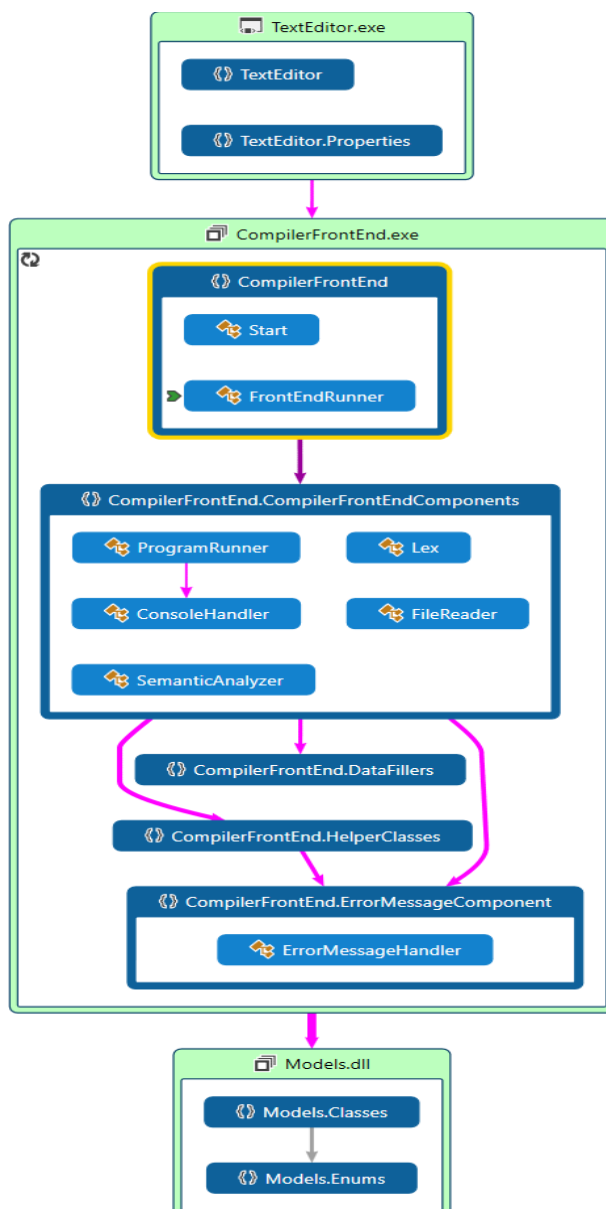 TextEditor.exe
TextEditor
TextEditor.Properties
CompilerFrontEnd.exe
CompilerFrontEnd
Start
FrontEndRunner
CompilerFrontEnd.CompilerFrontEndComponents
ProgramRunner
Lex
ConsoleHandler
FileReader
SemanticAnalyzer
CompilerFrontEnd.DataFillers
CompilerFrontEnd.HelperClasses
CompilerFrontEnd.ErrorMessageComponent
ErrorMessageHandler
Models.dll
Models.Classes
Models.Enums